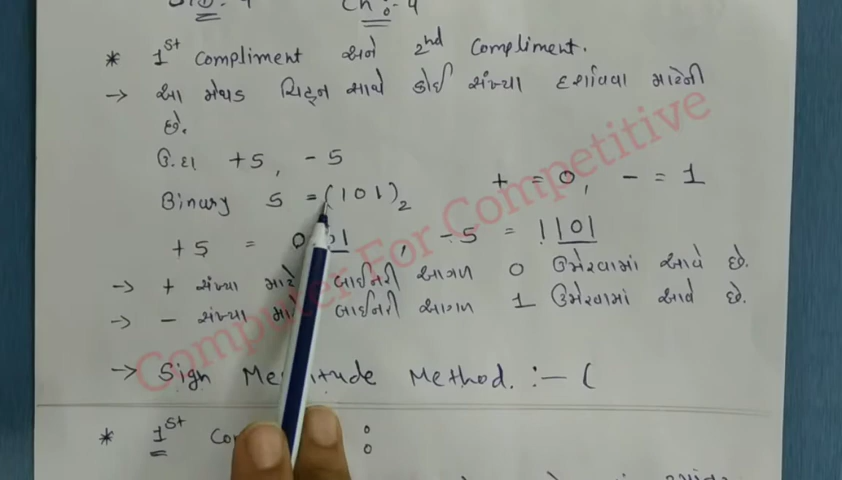 Ch :- 4
* 1st Compliment અને 2nd Compliment.
→ આ મેથડ ચિહ્ન સાથે કોઈ સંખ્યા દર્શાવવા માટેની
છે.
ઉ.દા +5, -5
Binary 5 = (101)2 + = 0, - = 1
+5 = 0101, -5 = 1101
→ + સંખ્યા માટે બાઈનરી આગળ 0 ઉમેરવામાં આવે છે.
→ - સંખ્યા માટે બાઈનરી આગળ 1 ઉમેરવામાં આવે છે.
Computer For Competitive
→ Sign Method. :- (
* 1st